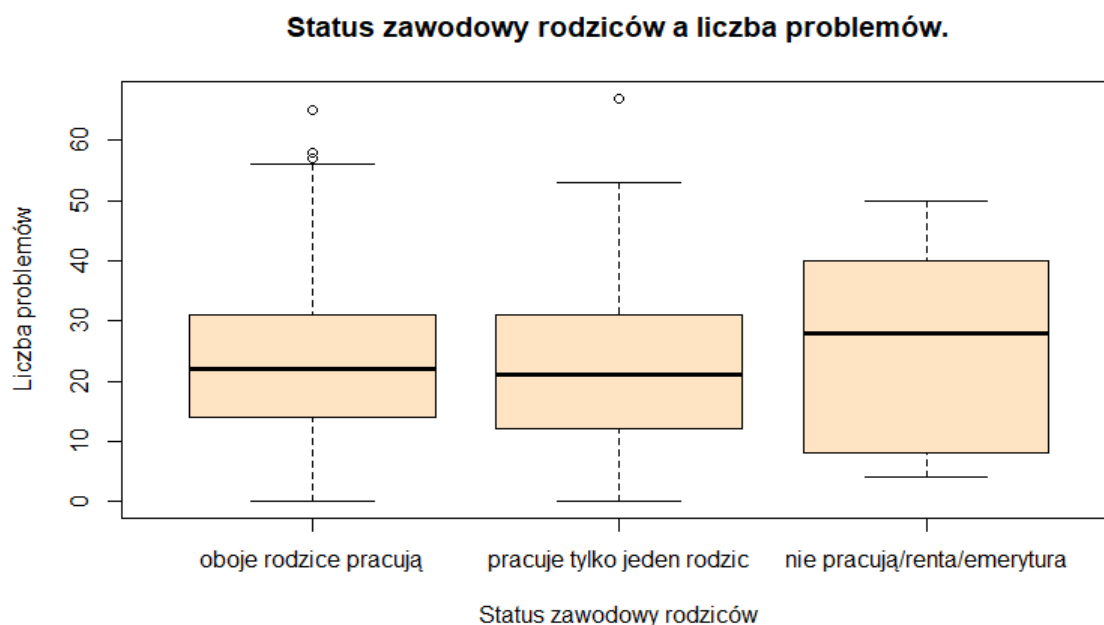 Status zawodowy rodziców a liczba problemów.
Liczba problemów
60
50
40
30
20
10
0
oboje rodzice pracują
pracuje tylko jeden rodzic
nie pracują/renta/emerytura
Status zawodowy rodziców